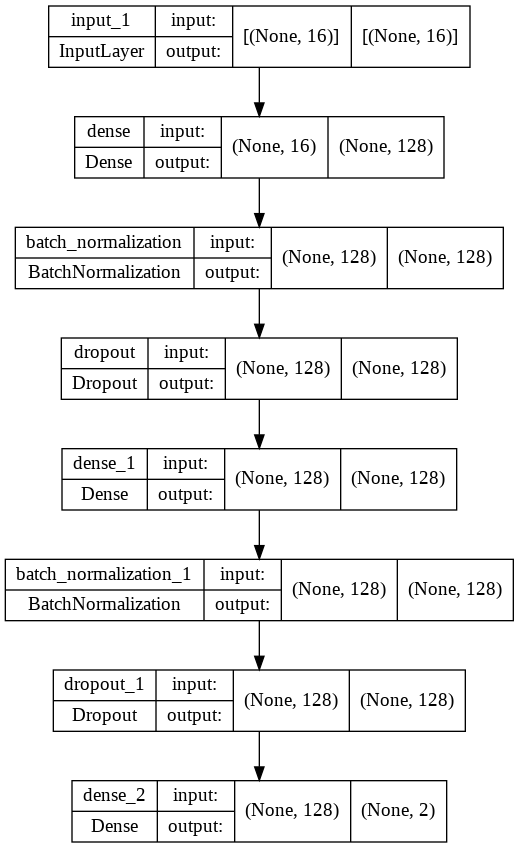 input_1 input: [(None, 16)] [(None, 16)]
InputLayer output:
dense input: (None, 16) (None, 128)
Dense output:
batch_normalization input: (None, 128) (None, 128)
BatchNormalization output:
dropout input: (None, 128) (None, 128)
Dropout output:
dense_1 input: (None, 128) (None, 128)
Dense output:
batch_normalization_1 input: (None, 128) (None, 128)
BatchNormalization output:
dropout_1 input: (None, 128) (None, 128)
Dropout output:
dense_2 input: (None, 128) (None, 2)
Dense output: